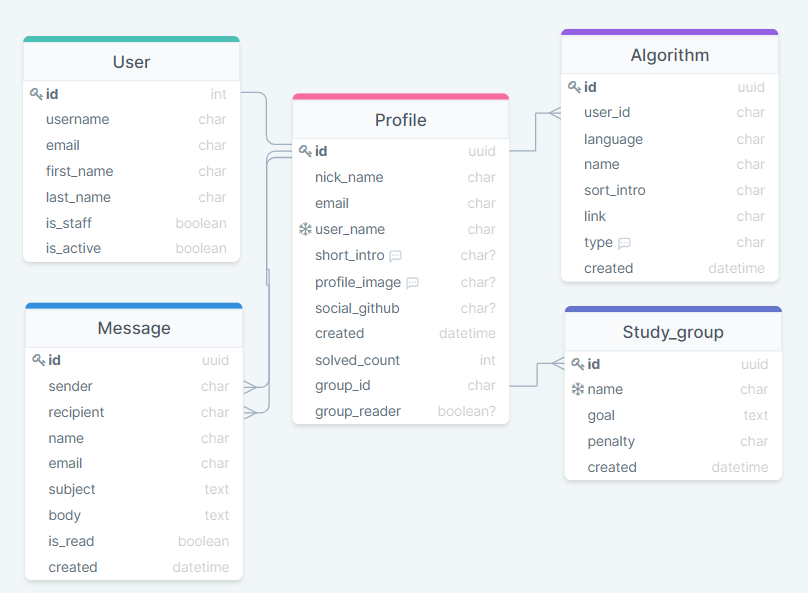 User
id int
username char
email char
first_name char
last_name char
is_staff boolean
is_active boolean
Message
id uuid
sender char
recipient char
name char
email char
subject text
body text
is_read boolean
created datetime
Profile
id uuid
nick_name char
email char
user_name char
short_intro char?
profile_image char?
social_github char?
created datetime
solved_count int
group_id char
group_reader boolean?
Algorithm
id uuid
user_id char
language char
name char
sort_intro char
link char
type char
created datetime
Study_group
id uuid
name char
goal text
penalty char
created datetime